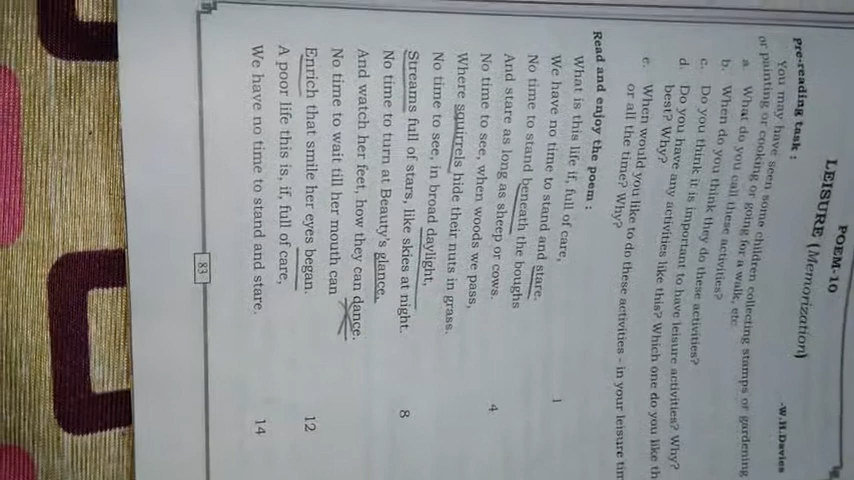 POEM-10
LEISURE (Memorization)
-W.H.Davies
Pre-reading task :
You may have seen some children collecting stamps or gardening
or painting or cooking or going for a walk, etc.
a. What do you call these activities?
b. When do you think they do these activities?
c. Do you think it is important to have leisure activities? Why?
d. Do you have any activities like this? Which one do you like th
best? Why?
e. When would you like to do these activities - in your leisure tim
or all the time? Why?
Read and enjoy the poem :
What is this life if, full of care,
We have no time to stand and stare. 1
No time to stand beneath the boughs
And stare as long as sheep or cows.
No time to see, when woods we pass, 4
Where squirrels hide their nuts in grass.
No time to see, in broad daylight,
Streams full of stars, like skies at night. 8
No time to turn at Beauty's glance,
And watch her feet, how they can dance.
No time to wait till her mouth can
Enrich that smile her eyes began. 12
A poor life this is, if, full of care,
We have no time to stand and stare. 14
83